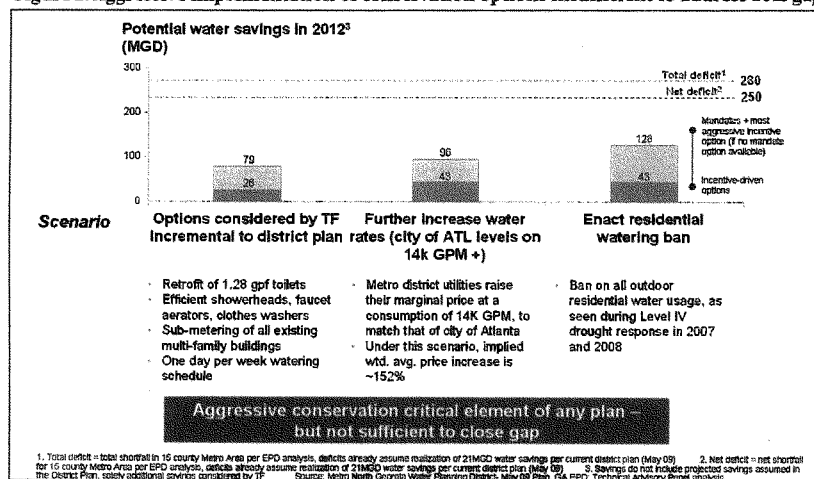 Potential water savings in 2012³
(MGD)
300
200
100
0
Total deficit¹ 280
Net deficit² 250
79
26
96
43
128
43
Mandates + most
aggressive incentive
option (if no mandate
option available)
Incentive-driven
options
Scenario
Options considered by TF
incremental to district plan
Further increase water
rates (city of ATL levels on
14k GPM +)
Enact residential
watering ban
· Retrofit of 1.28 gpf toilets
· Efficient showerheads, faucet
aerators, clothes washers
· Sub-metering of all existing
multi-family buildings
· One day per week watering
schedule
· Metro district utilities raise
their marginal price at a
consumption of 14K GPM, to
match that of city of Atlanta
· Under this scenario, implied
wtd. avg. price increase is
~152%
· Ban on all outdoor
residential water usage, as
seen during Level IV
drought response in 2007
and 2008
Aggressive conservation critical element of any plan –
but not sufficient to close gap
1. Total deficit = total shortfall in 15 county Metro Area per EPD analysis, deficits already assume realization of 21MGD water savings per current district plan (May 09) 2. Net deficit = net shortfall
for 15 county Metro Area per EPD analysis, deficits already assume realization of 21MGD water savings per current district plan (May 09) 3. Savings do not include projected savings assumed in
the District Plan, solely additional savings considered by TF Source: Metro North Georgia Water Planning District, May 09 Plan, GA EPD; Technical Advisory Panel analysis